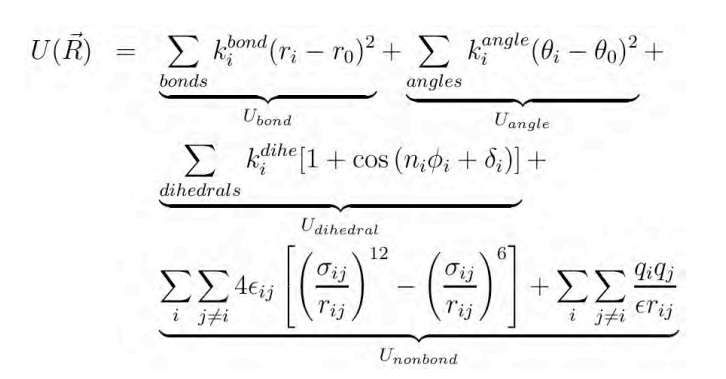 U(\vec{R}) = \underbrace{\sum_{bonds} k_i^{bond}(r_i - r_0)^2}_{U_{bond}} + \underbrace{\sum_{angles} k_i^{angle}(\theta_i - \theta_0)^2}_{U_{angle}} +
\underbrace{\sum_{dihedrals} k_i^{dihe}[1 + \cos(n_i\phi_i + \delta_i)]}_{U_{dihedral}} +
\underbrace{\sum_i \sum_{j \neq i} 4\epsilon_{ij} \left[\left(\frac{\sigma_{ij}}{r_{ij}}\right)^{12} - \left(\frac{\sigma_{ij}}{r_{ij}}\right)^6\right] + \sum_i \sum_{j \neq i} \frac{q_i q_j}{\epsilon r_{ij}}}_{U_{nonbond}}